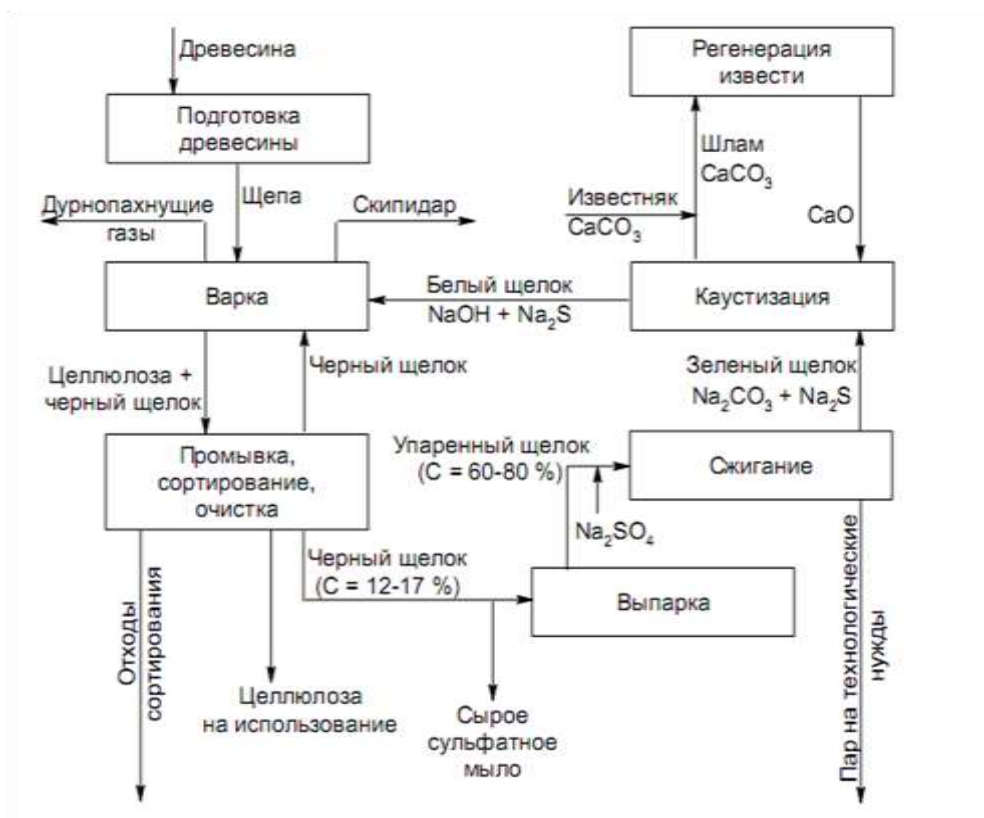 Древесина
Подготовка
древесины
Щепа
Дурнопахнущие
газы
Скипидар
Варка
Регенерация
извести
Шлам
CaCO₃
Известняк
CaCO₃
CaO
Белый щелок
NaOH + Na₂S
Каустизация
Целлюлоза +
черный щелок
Черный щелок
Зеленый щелок
Na₂CO₃ + Na₂S
Промывка,
сортирование,
очистка
Упаренный щелок
(C = 60-80 %)
Сжигание
Na₂SO₄
Черный щелок
(C = 12-17 %)
Выпарка
Отходы
сортирования
Целлюлоза
на использование
Сырое
сульфатное
мыло
Пар на технологические
нужды